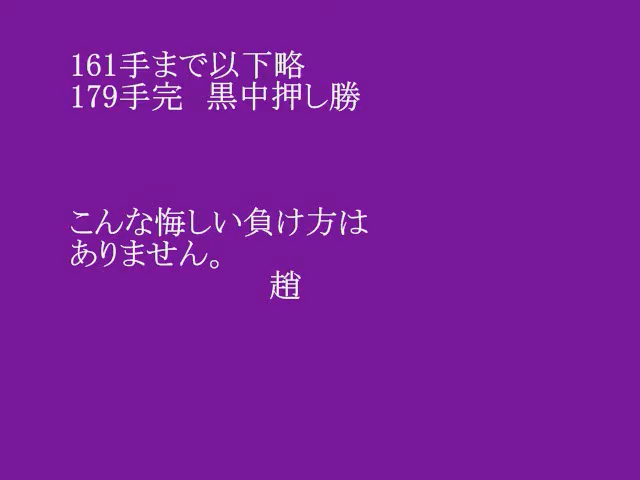 161手まで以下略
179手完　黒中押し勝
こんな悔しい負け方は
ありません。
趙